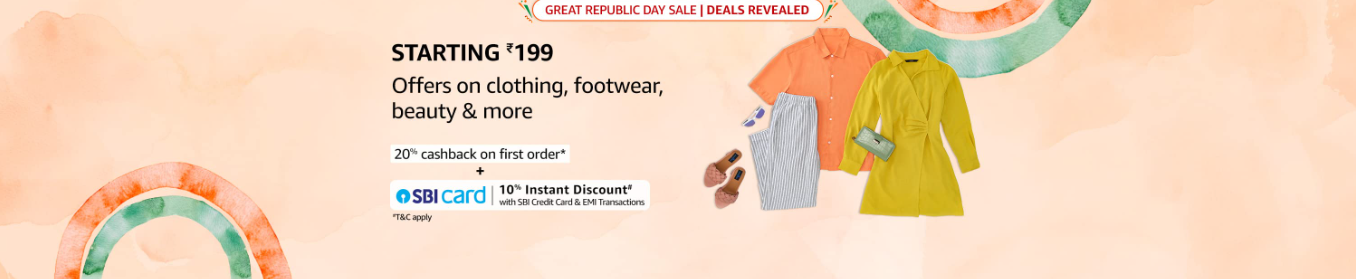 GREAT REPUBLIC DAY SALE | DEALS REVEALED
STARTING ₹199
Offers on clothing, footwear,
beauty & more
20% cashback on first order*
+
SBI card | 10% Instant Discount#
with SBI Credit Card & EMI Transactions
#T&C apply